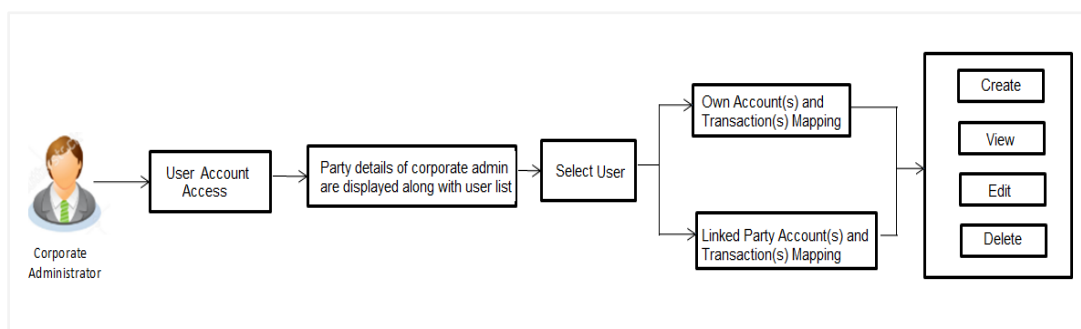 Corporate
Administrator
User Account
Access
Party details of corporate admin
are displayed along with user list
Select User
Own Account(s) and
Transaction(s) Mapping
Linked Party Account(s) and
Transaction(s) Mapping
Create
View
Edit
Delete